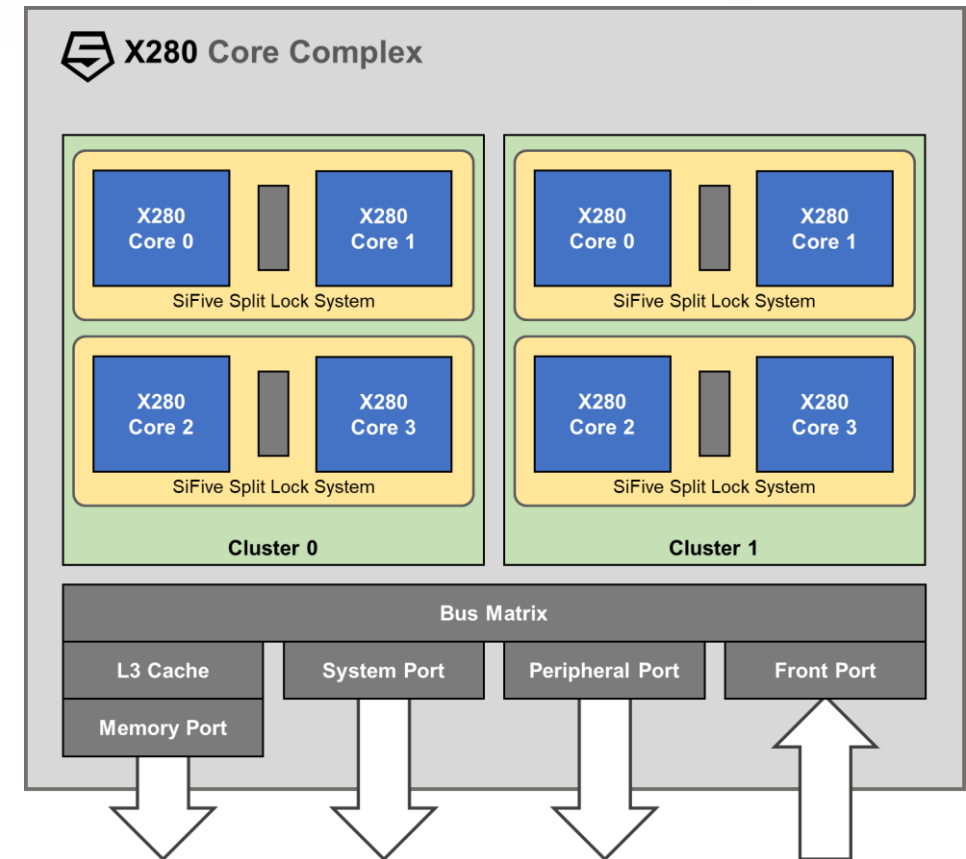 X280 Core Complex
X280
Core 0
X280
Core 1
SiFive Split Lock System
X280
Core 2
X280
Core 3
SiFive Split Lock System
Cluster 0
X280
Core 0
X280
Core 1
SiFive Split Lock System
X280
Core 2
X280
Core 3
SiFive Split Lock System
Cluster 1
Bus Matrix
L3 Cache
System Port
Peripheral Port
Front Port
Memory Port